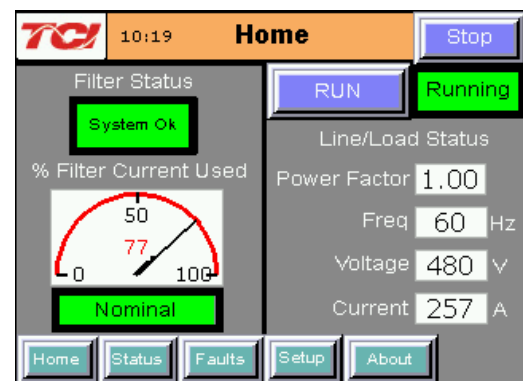 TCI 10:19 Home Stop
Filter Status
System Ok
% Filter Current Used
50
77
0 100
Nominal
RUN Running
Line/Load Status
Power Factor 1.00
Freq 60 Hz
Voltage 480 V
Current 257 A
Home Status Faults Setup About